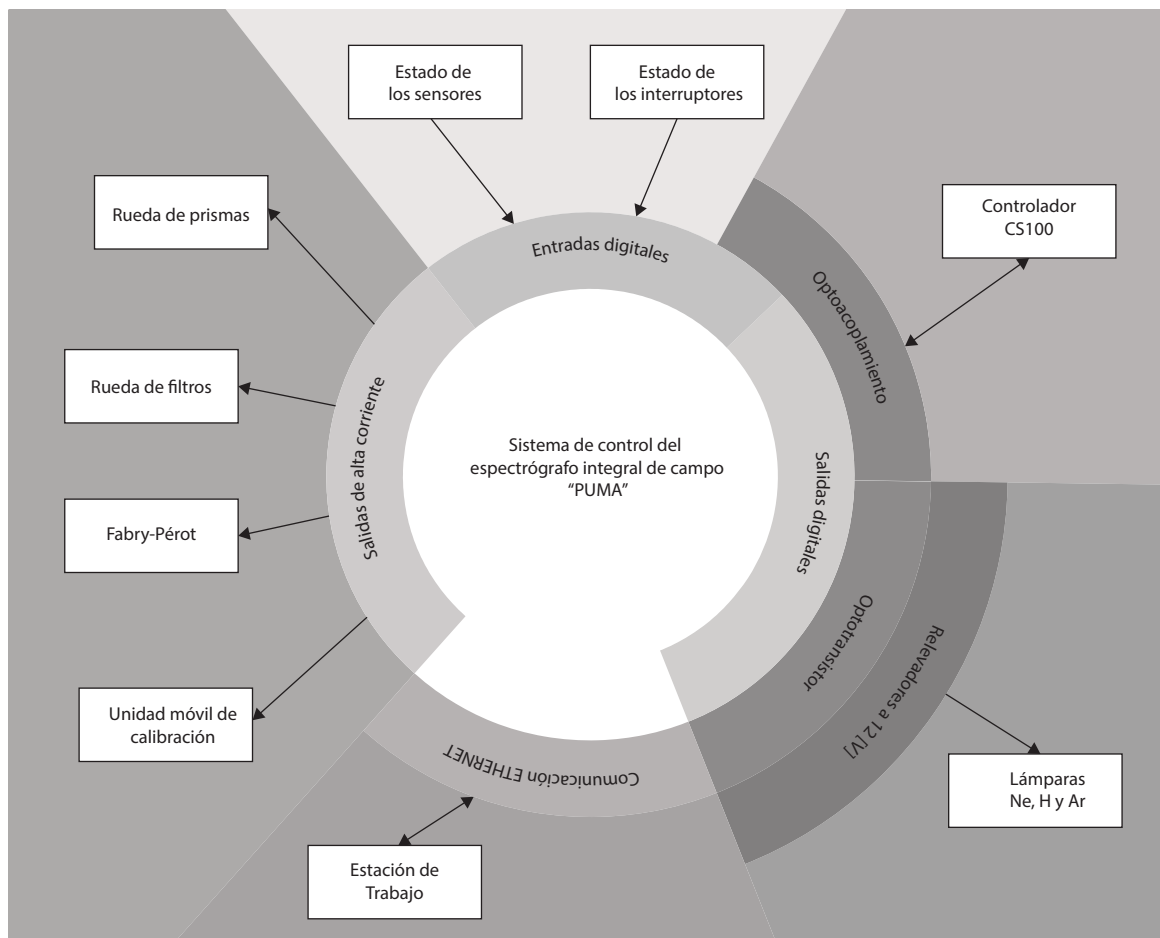 Estado de
los sensores
Estado de
los interruptores
Rueda de prismas
Controlador
CS100
Entradas digitales
Optoacoplamiento
Rueda de filtros
Salidas de alta corriente
Sistema de control del
espectrógrafo integral de campo
“PUMA”
Salidas digitales
Fabry-Pérot
Optotransistor
Relevadores a 12 [V]
Unidad móvil de
calibración
Comunicación ETHERNET
Lámparas
Ne, H y Ar
Estación de
Trabajo